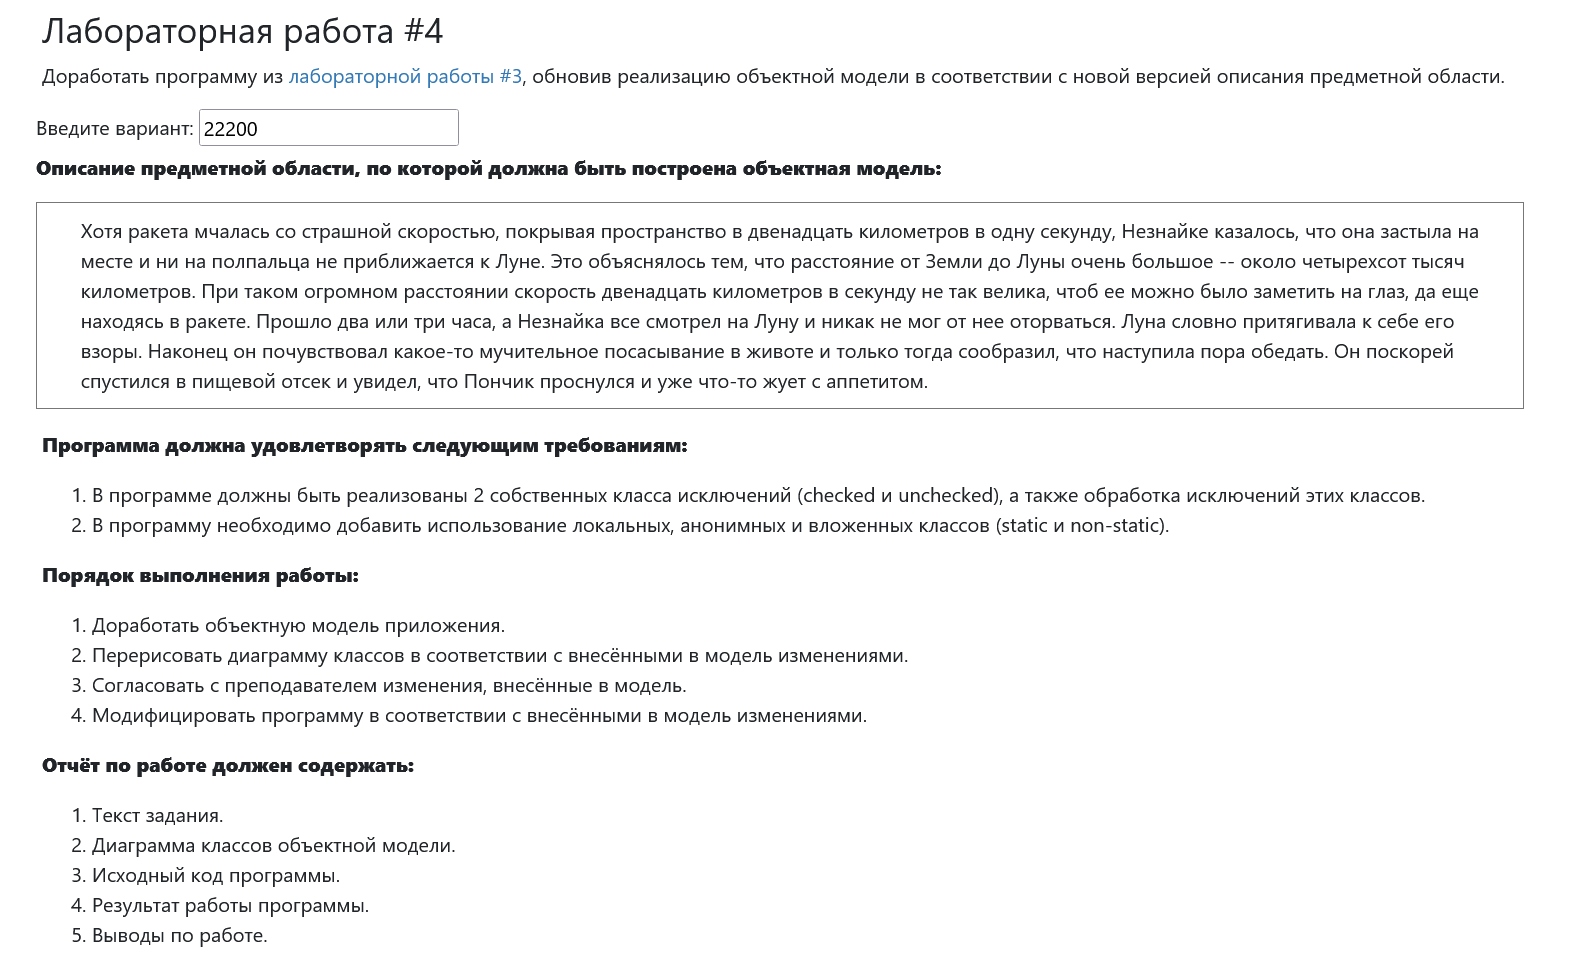 Лабораторная работа #4
Доработать программу из лабораторной работы #3, обновив реализацию объектной модели в соответствии с новой версией описания предметной области.
Введите вариант: 22200
Описание предметной области, по которой должна быть построена объектная модель:
Хотя ракета мчалась со страшной скоростью, покрывая пространство в двенадцать километров в одну секунду, Незнайке казалось, что она застыла на
месте и ни на полпальца не приближается к Луне. Это объяснялось тем, что расстояние от Земли до Луны очень большое -- около четырехсот тысяч
километров. При таком огромном расстоянии скорость двенадцать километров в секунду не так велика, чтоб ее можно было заметить на глаз, да еще
находясь в ракете. Прошло два или три часа, а Незнайка все смотрел на Луну и никак не мог от нее оторваться. Луна словно притягивала к себе его
взоры. Наконец он почувствовал какое-то мучительное посасывание в животе и только тогда сообразил, что наступила пора обедать. Он поскорей
спустился в пищевой отсек и увидел, что Пончик проснулся и уже что-то жует с аппетитом.
Программа должна удовлетворять следующим требованиям:
1. В программе должны быть реализованы 2 собственных класса исключений (checked и unchecked), а также обработка исключений этих классов.
2. В программу необходимо добавить использование локальных, анонимных и вложенных классов (static и non-static).
Порядок выполнения работы:
1. Доработать объектную модель приложения.
2. Перерисовать диаграмму классов в соответствии с внесёнными в модель изменениями.
3. Согласовать с преподавателем изменения, внесённые в модель.
4. Модифицировать программу в соответствии с внесёнными в модель изменениями.
Отчёт по работе должен содержать:
1. Текст задания.
2. Диаграмма классов объектной модели.
3. Исходный код программы.
4. Результат работы программы.
5. Выводы по работе.